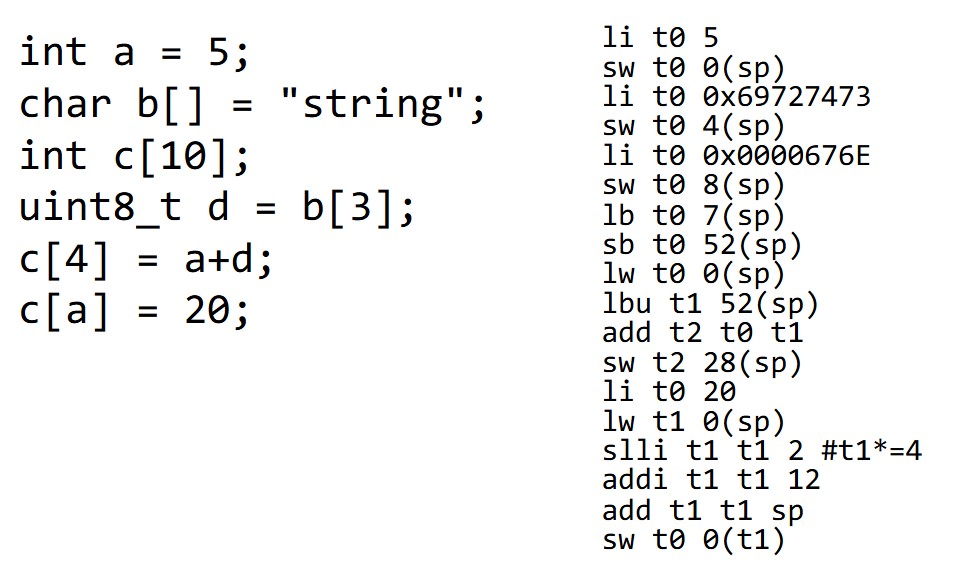 int a = 5;
char b[] = "string";
int c[10];
uint8_t d = b[3];
c[4] = a+d;
c[a] = 20;
li t0 5
sw t0 0(sp)
li t0 0x69727473
sw t0 4(sp)
li t0 0x0000676E
sw t0 8(sp)
lb t0 7(sp)
sb t0 52(sp)
lw t0 0(sp)
lbu t1 52(sp)
add t2 t0 t1
sw t2 28(sp)
li t0 20
lw t1 0(sp)
slli t1 t1 2 #t1*=4
addi t1 t1 12
add t1 t1 sp
sw t0 0(t1)